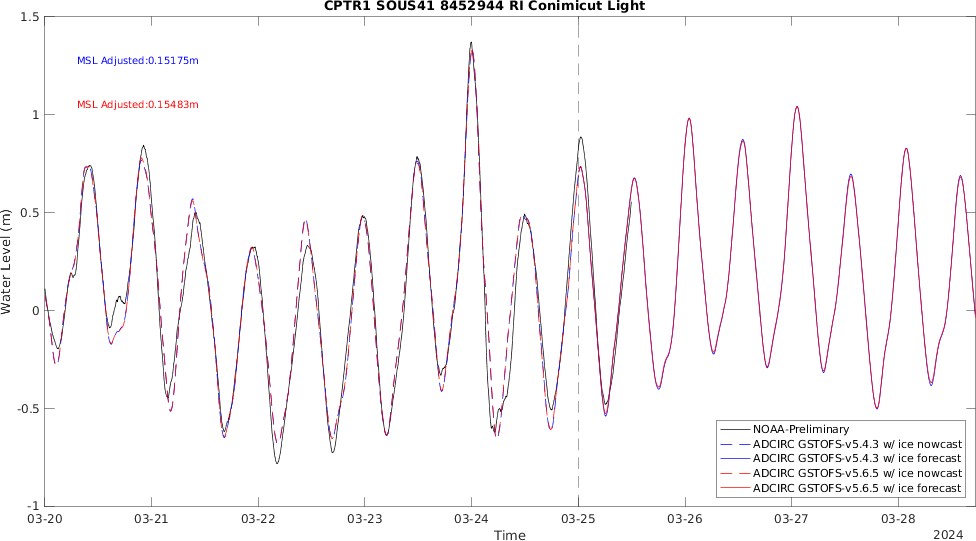 CPTR1 SOUS41 8452944 RI Conimicut Light
1.5
MSL Adjusted:0.15175m
MSL Adjusted:0.15483m
1
0.5
Water Level (m)
0
-0.5
NOAA-Preliminary
ADCIRC GSTOFS-v5.4.3 w/ ice nowcast
ADCIRC GSTOFS-v5.4.3 w/ ice forecast
ADCIRC GSTOFS-v5.6.5 w/ ice nowcast
ADCIRC GSTOFS-v5.6.5 w/ ice forecast
-1
03-20 03-21 03-22 03-23 03-24 03-25 03-26 03-27 03-28
Time
2024